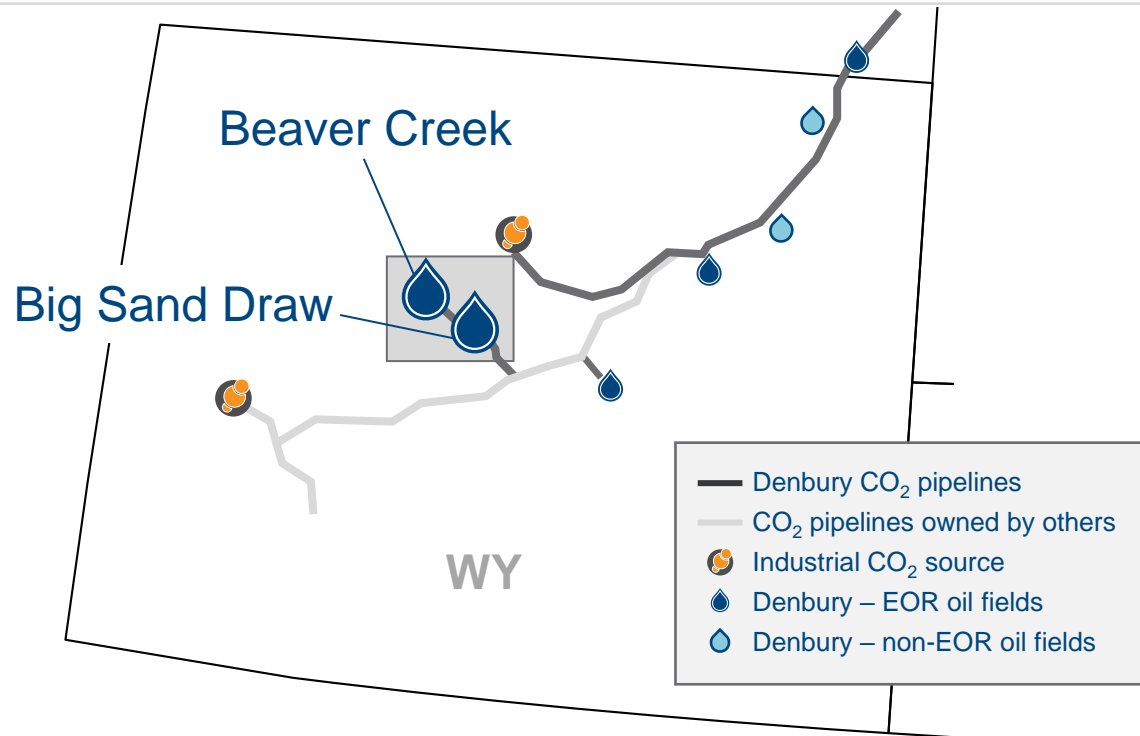 Beaver Creek
Big Sand Draw
WY
Denbury CO₂ pipelines
CO₂ pipelines owned by others
Industrial CO₂ source
Denbury – EOR oil fields
Denbury – non-EOR oil fields